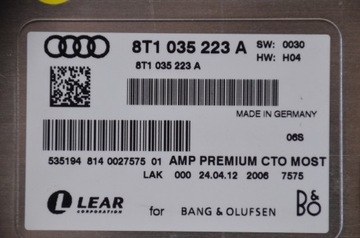 8T1 035 223 A SW: 0030
8T1 035 223 A HW: H04
MADE IN GERMANY
06S
535194 814 0027575 01 AMP PREMIUM CTO MOST
LAK 000 24.04.12 2006 7575
LEAR
CORPORATION
for BANG & OLUFSEN B&O